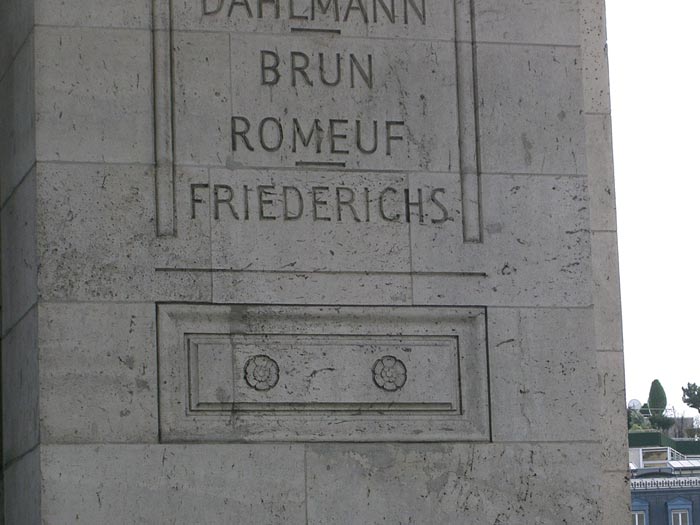 DAHLMANN
BRUN
ROMEUF
FRIEDERICHS